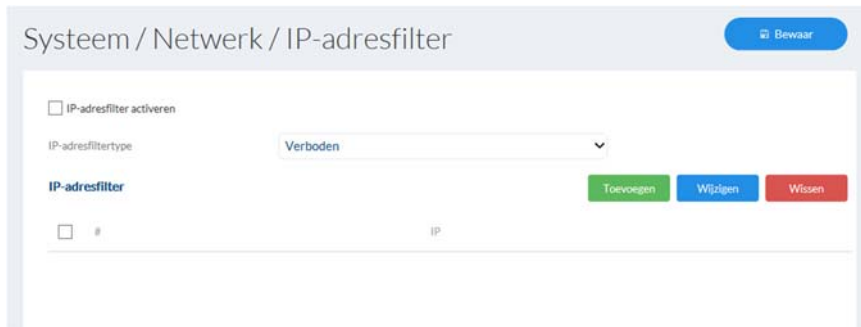 Systeem / Netwerk / IP-adresfilter
Bewaar
IP-adresfilter activeren
IP-adresfiltertype
Verboden
IP-adresfilter
Toevoegen Wijzigen Wissen
# IP